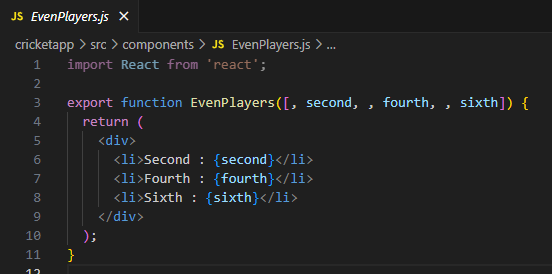 JS EvenPlayers.js ×
cricketapp > src > components > JS EvenPlayers.js > ...
1 import React from 'react';
2
3 export function EvenPlayers([, second, , fourth, , sixth]) {
4 return (
5 <div>
6 <li>Second : {second}</li>
7 <li>Fourth : {fourth}</li>
8 <li>Sixth : {sixth}</li>
9 </div>
10 );
11 }
12